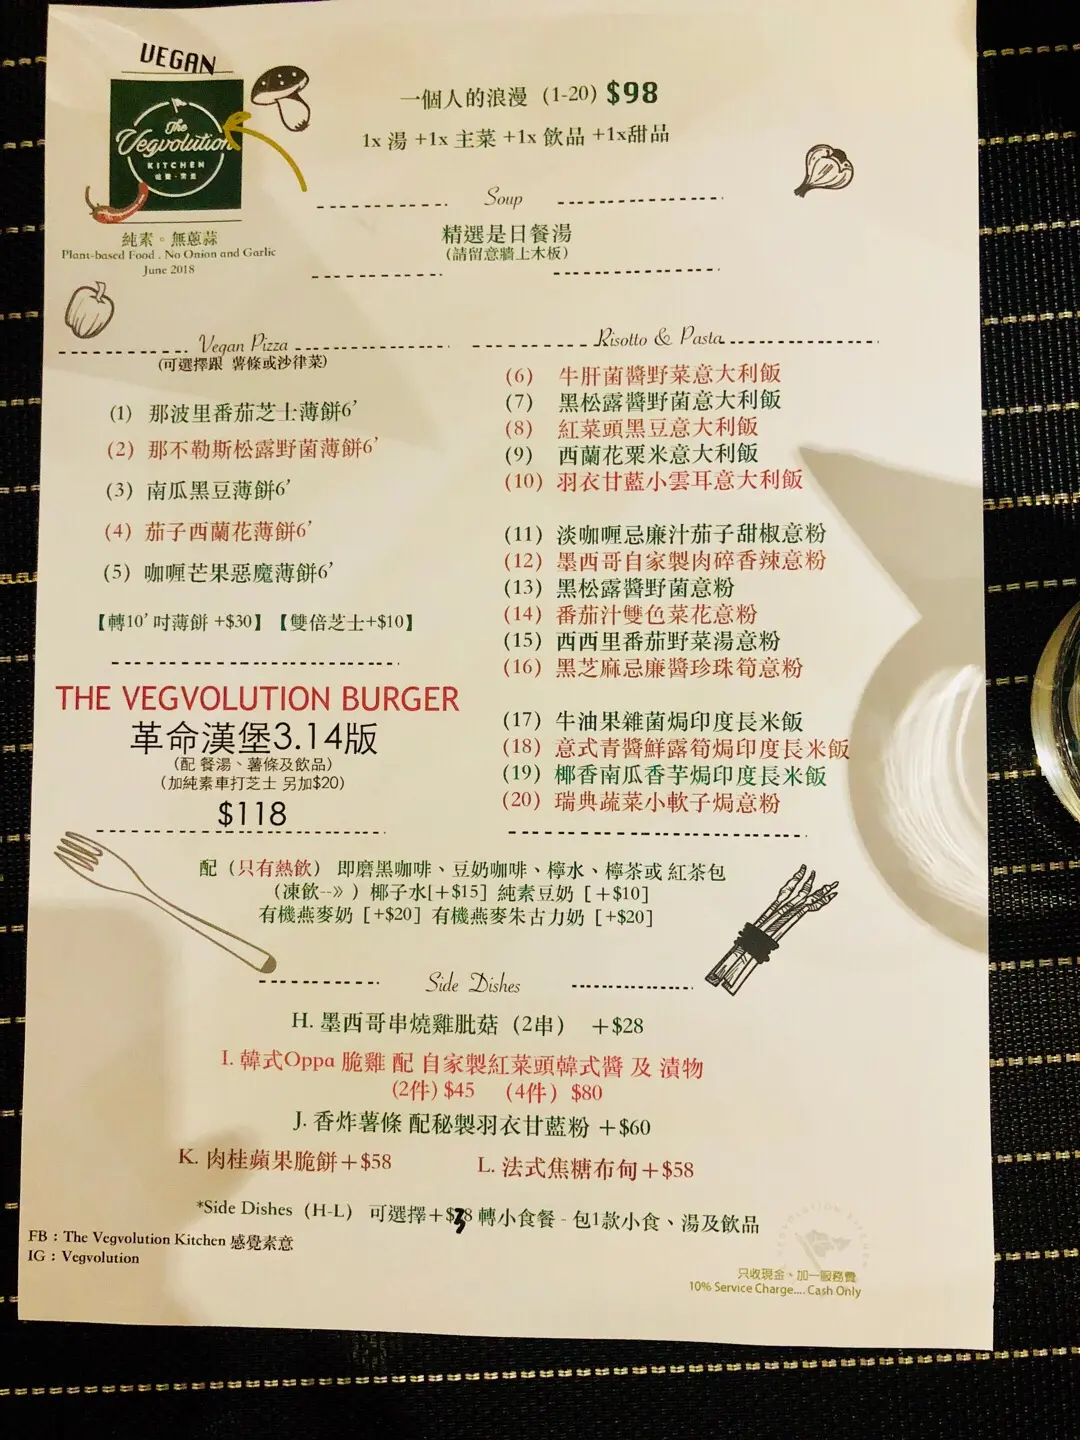 VEGAN
The
Vegvolution
KITCHEN
感覺·素意
純素。無蔥蒜
Plant-based Food . No Onion and Garlic
June 2018
一個人的浪漫 (1-20) $98
1x 湯 +1x 主菜 +1x 飲品 +1x甜品
Soup
精選是日餐湯
(請留意牆上木板)
Vegan Pizza
(可選擇跟 薯條或沙律菜)
(1) 那波里番茄芝士薄餅6'
(2) 那不勒斯松露野菌薄餅6'
(3) 南瓜黑豆薄餅6'
(4) 茄子西蘭花薄餅6'
(5) 咖喱芒果惡魔薄餅6'
【轉10' 吋薄餅 +$30】【雙倍芝士+$10】
THE VEGVOLUTION BURGER
革命漢堡3.14版
(配 餐湯、薯條及飲品)
(加純素車打芝士 另加$20)
$118
Risotto & Pasta
(6) 牛肝菌醬野菜意大利飯
(7) 黑松露醬野菌意大利飯
(8) 紅菜頭黑豆意大利飯
(9) 西蘭花粟米意大利飯
(10) 羽衣甘藍小雲耳意大利飯
(11) 淡咖喱忌廉汁茄子甜椒意粉
(12) 墨西哥自家製肉碎香辣意粉
(13) 黑松露醬野菌意粉
(14) 番茄汁雙色菜花意粉
(15) 西西里番茄野菜湯意粉
(16) 黑芝麻忌廉醬珍珠筍意粉
(17) 牛油果雜菌焗印度長米飯
(18) 意式青醬鮮露筍焗印度長米飯
(19) 椰香南瓜香芋焗印度長米飯
(20) 瑞典蔬菜小軟子焗意粉
配（只有熱飲） 即磨黑咖啡、豆奶咖啡、檸水、檸茶或 紅茶包
(凍飲--》) 椰子水[+$15] 純素豆奶 [+$10]
有機燕麥奶 [+$20] 有機燕麥朱古力奶 [+$20]
Side Dishes
H. 墨西哥串燒雞肶菇 (2串) +$28
I. 韓式Oppa 脆雞 配 自家製紅菜頭韓式醬 及 漬物
(2件) $45 (4件) $80
J. 香炸薯條 配秘製羽衣甘藍粉 +$60
K. 肉桂蘋果脆餅+$58
L. 法式焦糖布甸+$58
*Side Dishes (H-L) 可選擇+$38 轉小食餐 - 包1款小食、湯及飲品
FB：The Vegvolution Kitchen 感覺素意
IG：Vegvolution
只收現金、加一服務費
10% Service Charge.... Cash Only